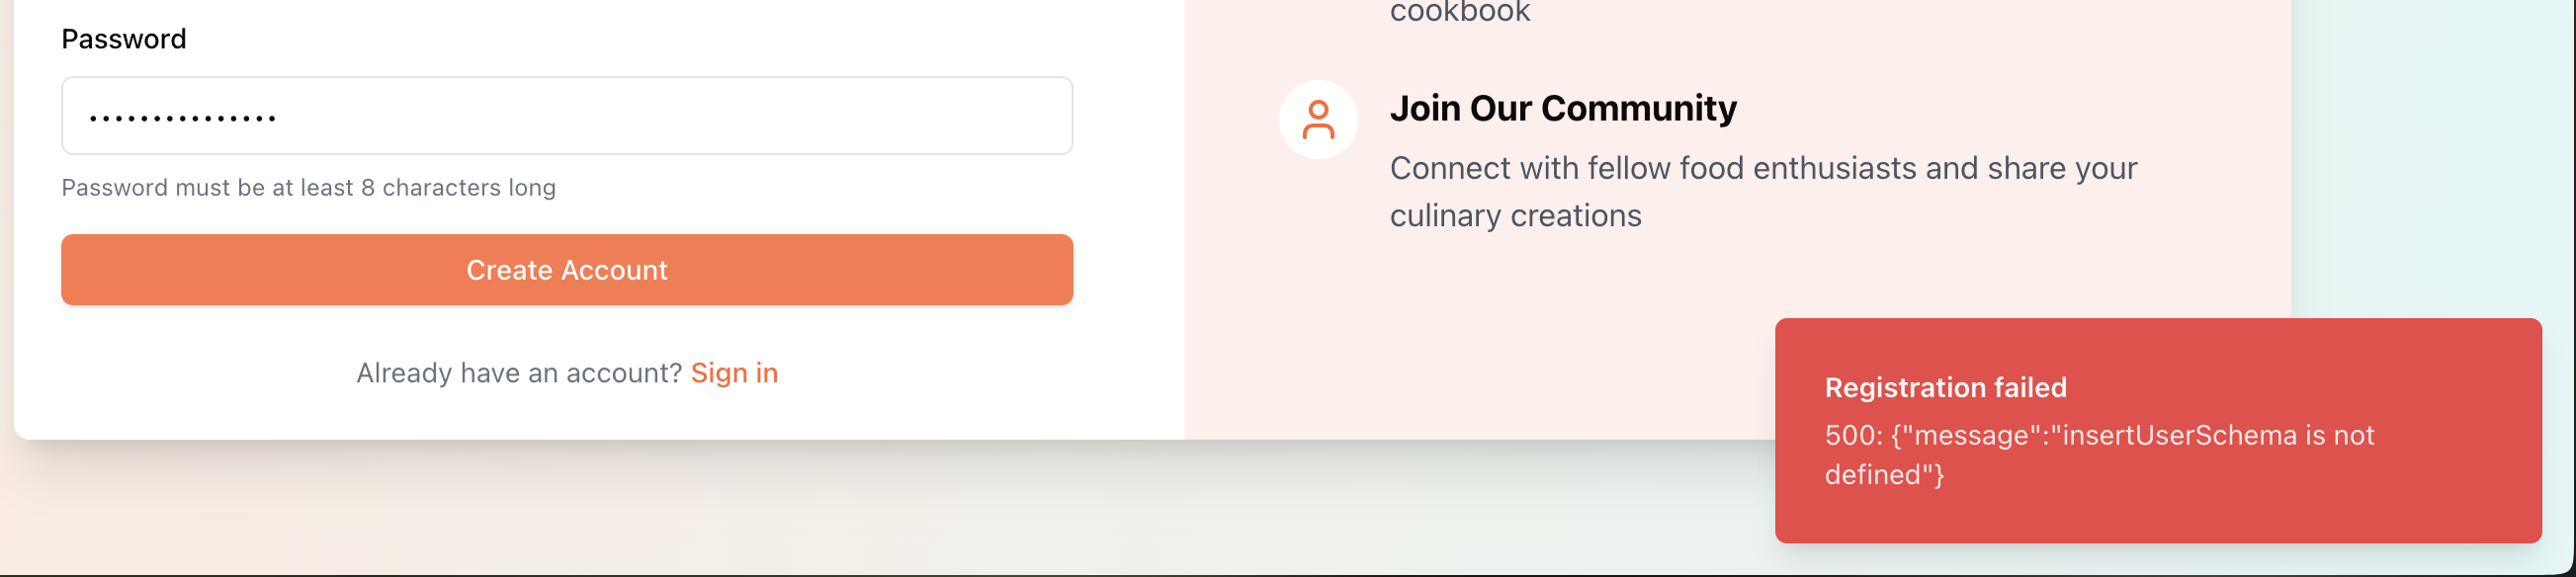 Password
•••••••••••••••
Password must be at least 8 characters long
Create Account
Already have an account? Sign in
cookbook
Join Our Community
Connect with fellow food enthusiasts and share your
culinary creations
Registration failed
500: {"message":"insertUserSchema is not
defined"}